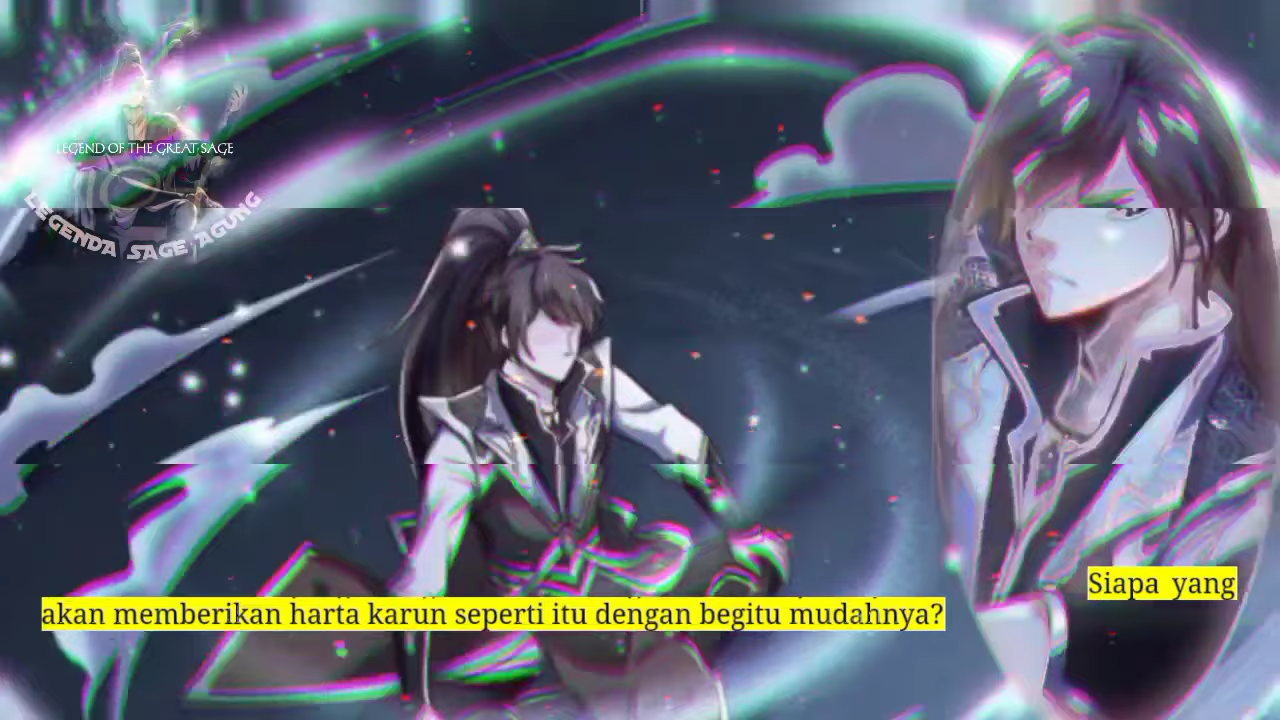 LEGEND OF THE GREAT SAGE
LEGENDA SAGE AGUNG
Siapa yang
akan memberikan harta karun seperti itu dengan begitu mudahnya?